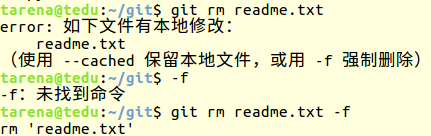 tarena@tedu:~/git$ git rm readme.txt
error: 如下文件有本地修改：
    readme.txt
（使用 --cached 保留本地文件，或用 -f 强制删除）
tarena@tedu:~/git$ -f
-f：未找到命令
tarena@tedu:~/git$ git rm readme.txt -f
rm 'readme.txt'